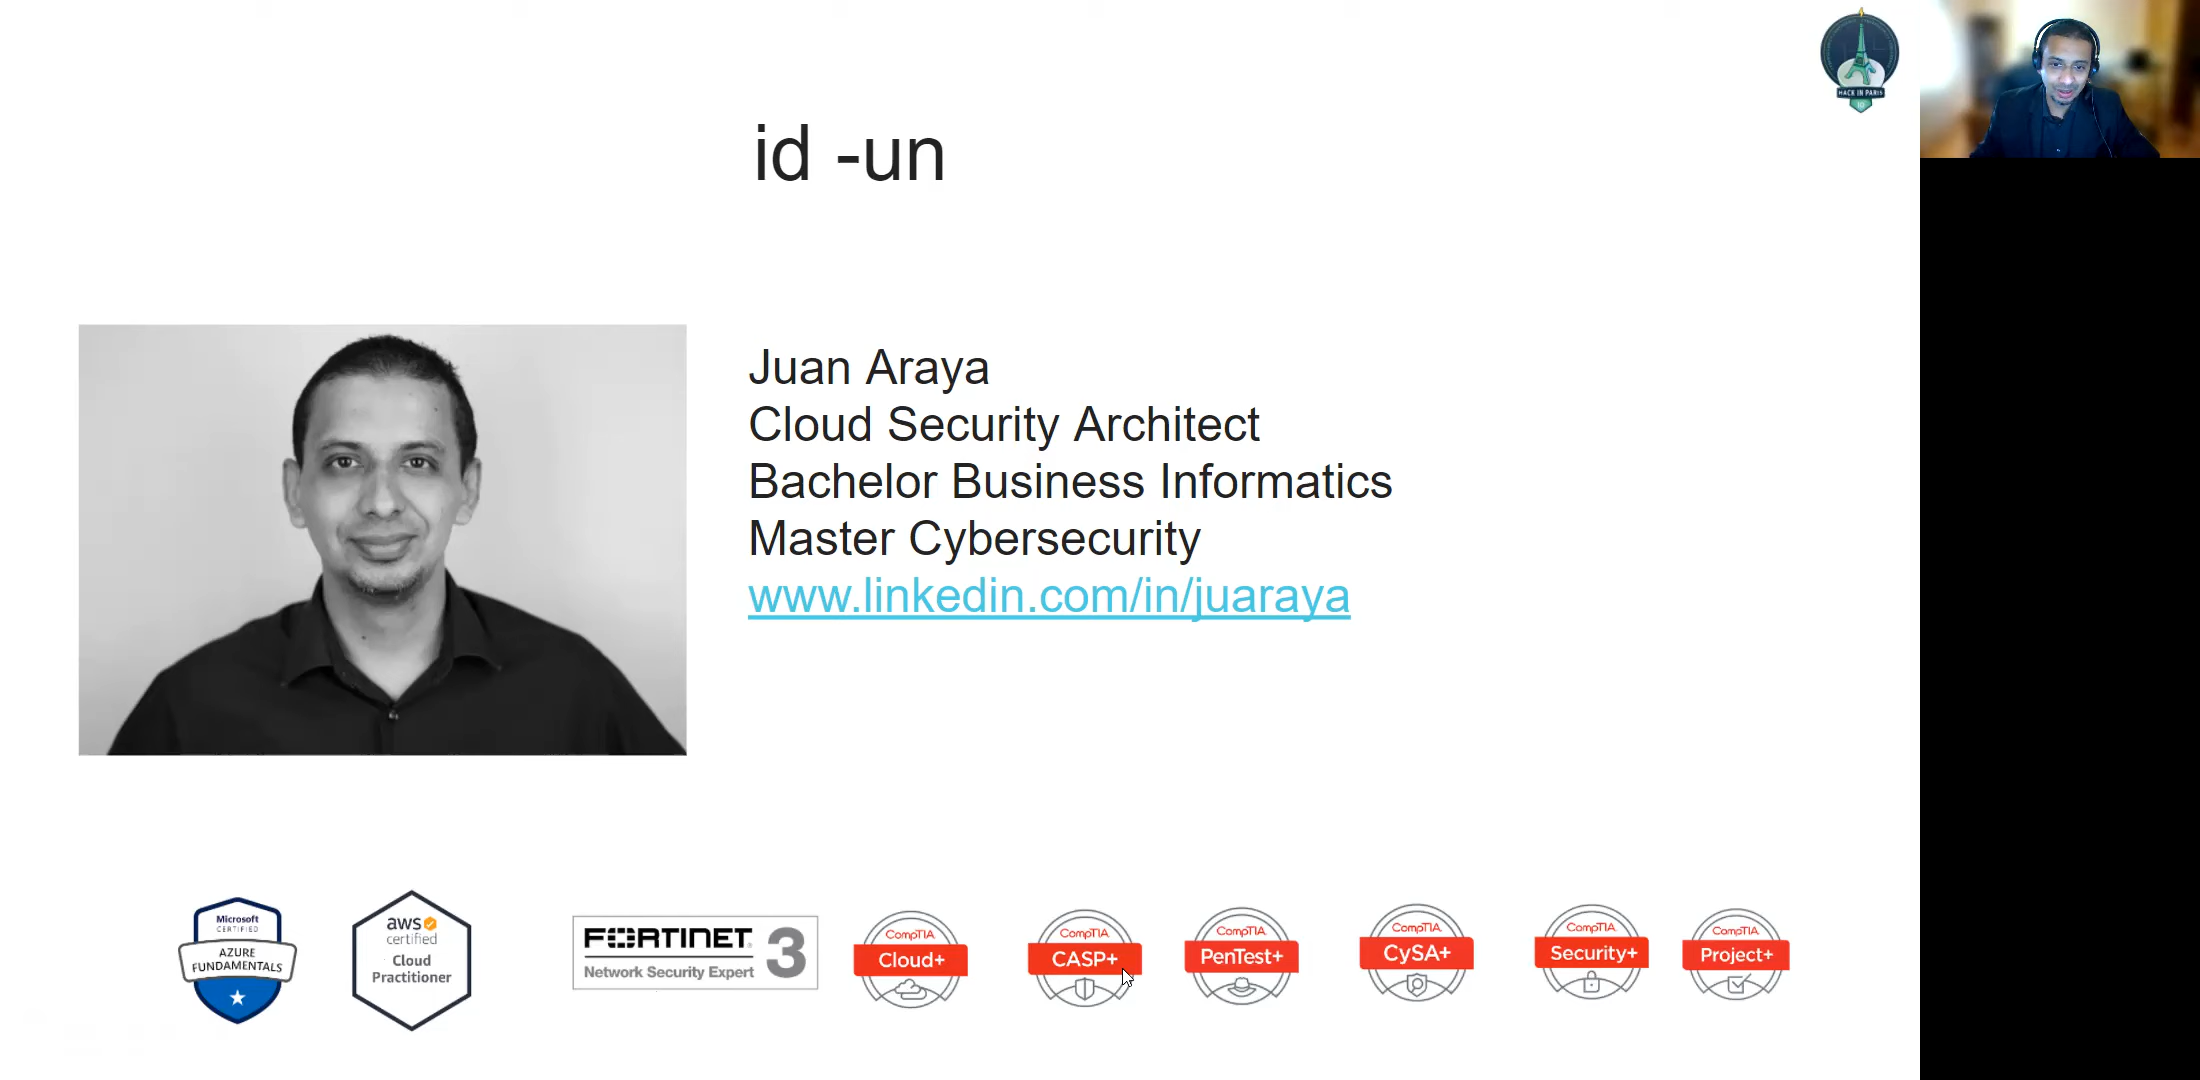 HACK IN PARIS
id -un
Juan Araya
Cloud Security Architect
Bachelor Business Informatics
Master Cybersecurity
www.linkedin.com/in/juaraya
Microsoft
CERTIFIED
AZURE
FUNDAMENTALS
aws
certified
Cloud
Practitioner
FORTINET
Network Security Expert
3
CompTIA
Cloud+
CompTIA
CASP+
CompTIA
PenTest+
CompTIA
CySA+
CompTIA
Security+
CompTIA
Project+